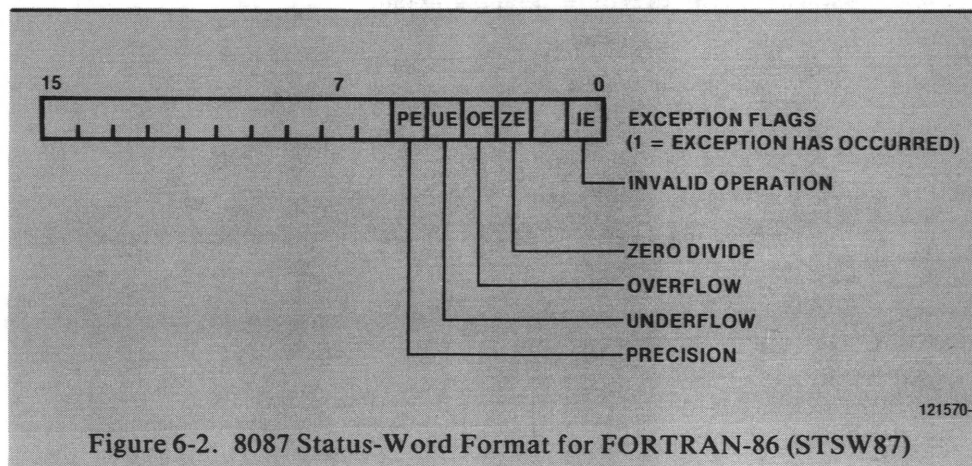 15 7 0
PE UE OE ZE IE EXCEPTION FLAGS
(1 = EXCEPTION HAS OCCURRED)
INVALID OPERATION
ZERO DIVIDE
OVERFLOW
UNDERFLOW
PRECISION
121570-
Figure 6-2. 8087 Status-Word Format for FORTRAN-86 (STSW87)